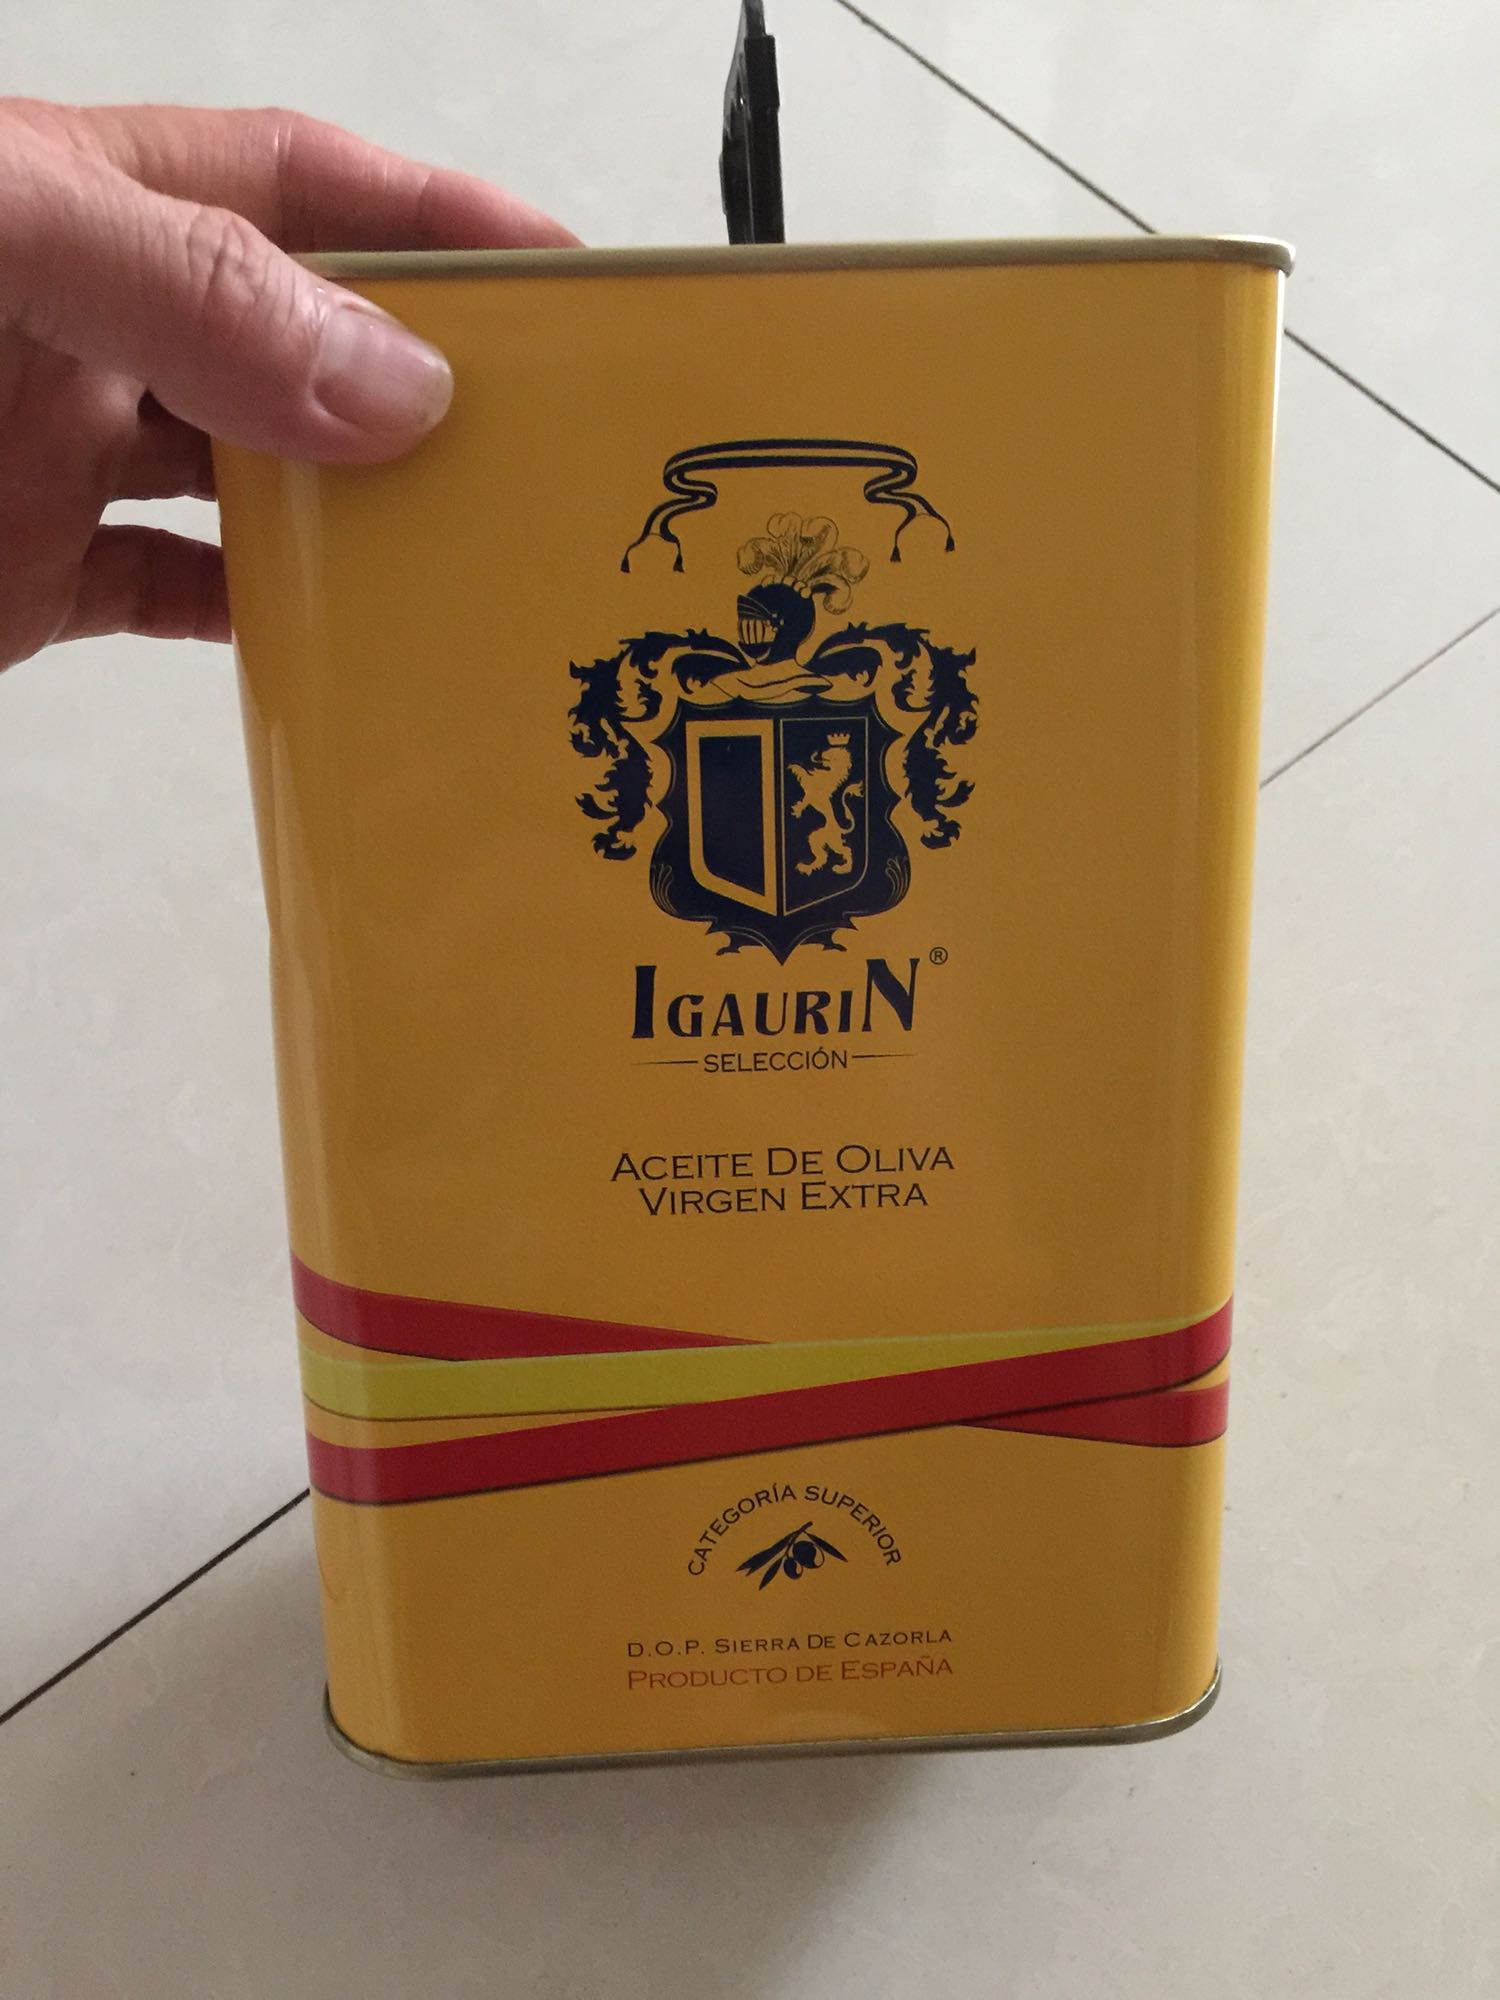 IGAURIN®
SELECCIÓN
ACEITE DE OLIVA
VIRGEN EXTRA
CATEGORÍA SUPERIOR
D.O.P. SIERRA DE CAZORLA
PRODUCTO DE ESPAÑA